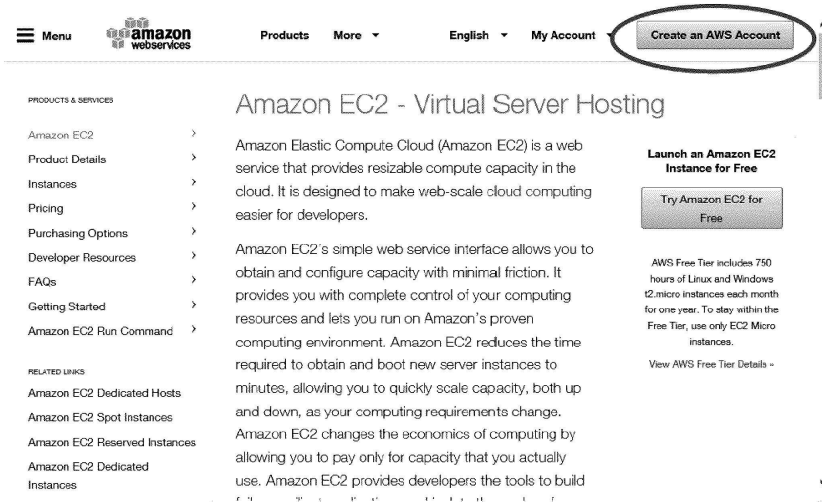 Menu
amazon
webservices
Products
More
English
My Account
Create an AWS Account
PRODUCTS & SERVICES
Amazon EC2
Product Details
Instances
Pricing
Purchasing Options
Developer Resources
FAQs
Getting Started
Amazon EC2 Run Command
RELATED LINKS
Amazon EC2 Dedicated Hosts
Amazon EC2 Spot Instances
Amazon EC2 Reserved Instances
Amazon EC2 Dedicated
Instances
Amazon EC2 - Virtual Server Hosting
Amazon Elastic Compute Cloud (Amazon EC2) is a web
service that provides resizable compute capacity in the
cloud. It is designed to make web-scale cloud computing
easier for developers.
Amazon EC2's simple web service interface allows you to
obtain and configure capacity with minimal friction. It
provides you with complete control of your computing
resources and lets you run on Amazon's proven
computing environment. Amazon EC2 reduces the time
required to obtain and boot new server instances to
minutes, allowing you to quickly scale capacity, both up
and down, as your computing requirements change.
Amazon EC2 changes the economics of computing by
allowing you to pay only for capacity that you actually
use. Amazon EC2 provides developers the tools to build
Launch an Amazon EC2
Instance for Free
Try Amazon EC2 for
Free
AWS Free Tier includes 750
hours of Linux and Windows
t2.micro instances each month
for one year. To stay within the
Free Tier, use only EC2 Micro
instances.
View AWS Free Tier Details »